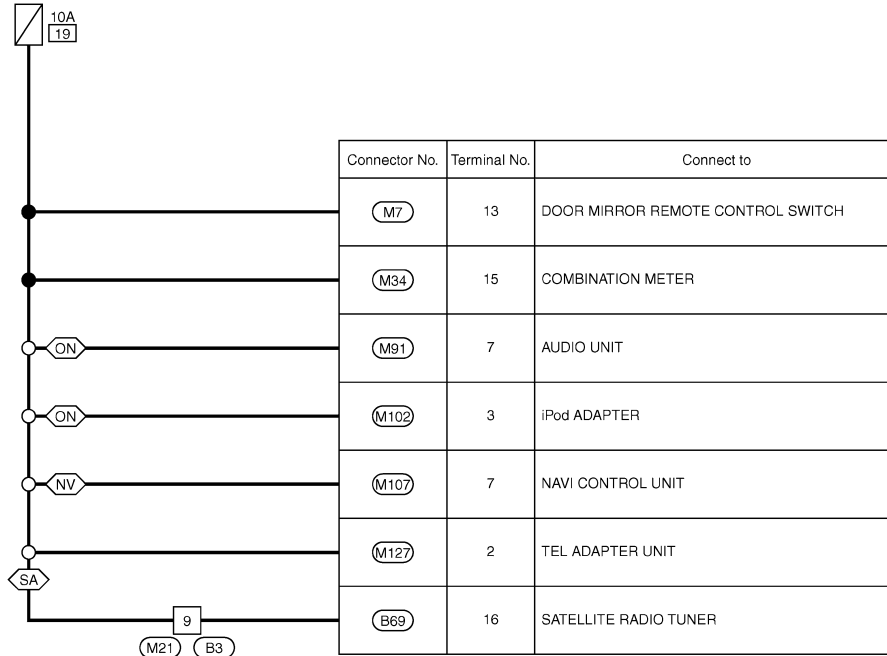 10A
19
Connector No. Terminal No. Connect to
M7 13 DOOR MIRROR REMOTE CONTROL SWITCH
M34 15 COMBINATION METER
ON M91 7 AUDIO UNIT
ON M102 3 iPod ADAPTER
NV M107 7 NAVI CONTROL UNIT
M127 2 TEL ADAPTER UNIT
SA
9 B69 16 SATELLITE RADIO TUNER
M21 B3